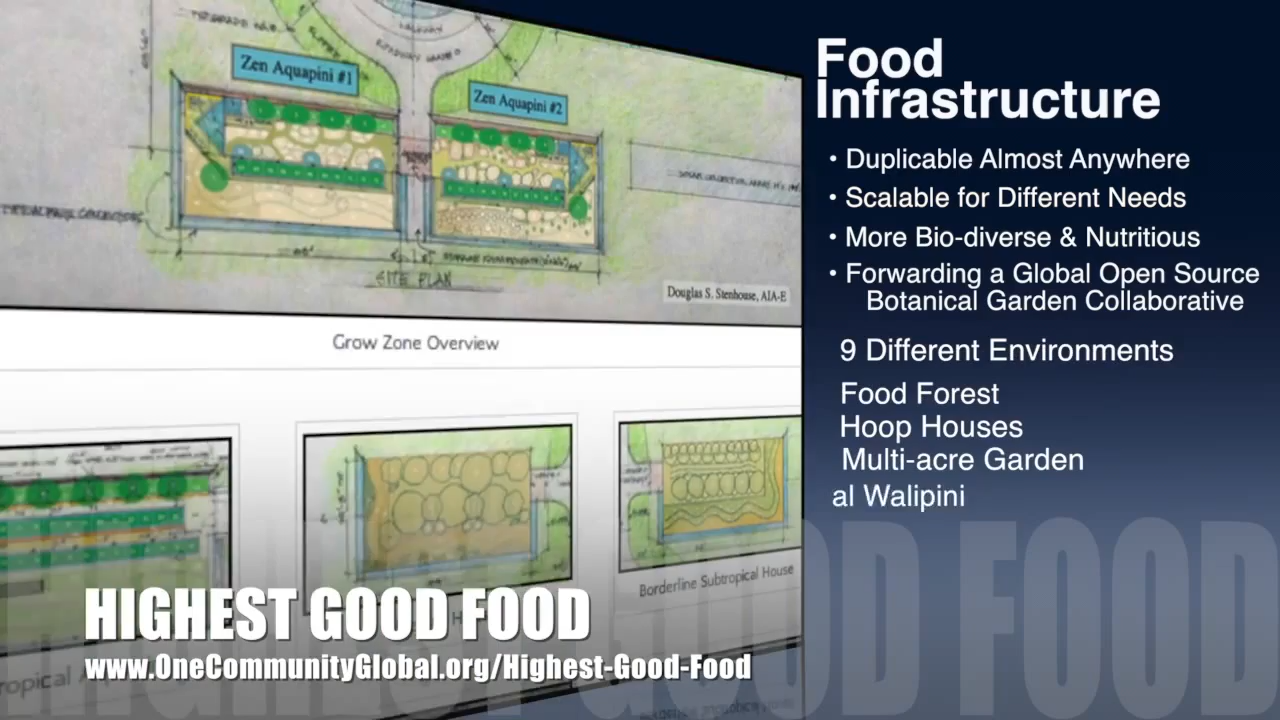 Food
Infrastructure
• Duplicable Almost Anywhere
• Scalable for Different Needs
• More Bio-diverse & Nutritious
• Forwarding a Global Open Source
Botanical Garden Collaborative
9 Different Environments
Food Forest
Hoop Houses
Multi-acre Garden
al Walipini
Zen Aquapini #1
Zen Aquapini #2
SITE PLAN
Douglas S. Stenhouse, AIA-E
Grow Zone Overview
Borderline Subtropical House
HIGHEST GOOD FOOD
www.OneCommunityGlobal.org/Highest-Good-Food
HIGHEST GOOD FOOD